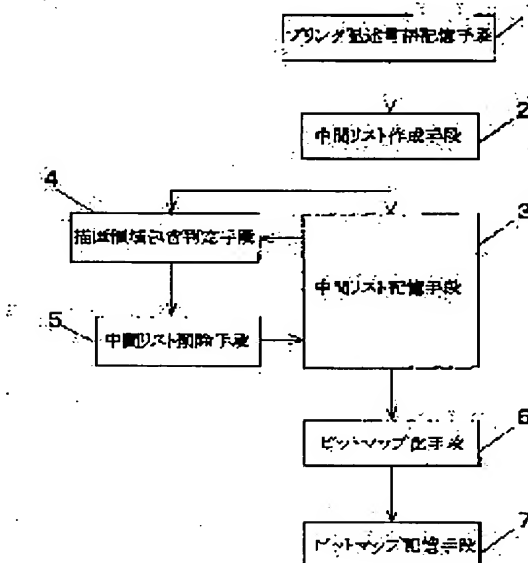 プリンタ記述言語記憶手段
2
中間リスト作成手段
4
3
描画領域包含判定手段
中間リスト記憶手段
5
中間リスト削除手段
6
ビットマップ化手段
7
ビットマップ記憶手段